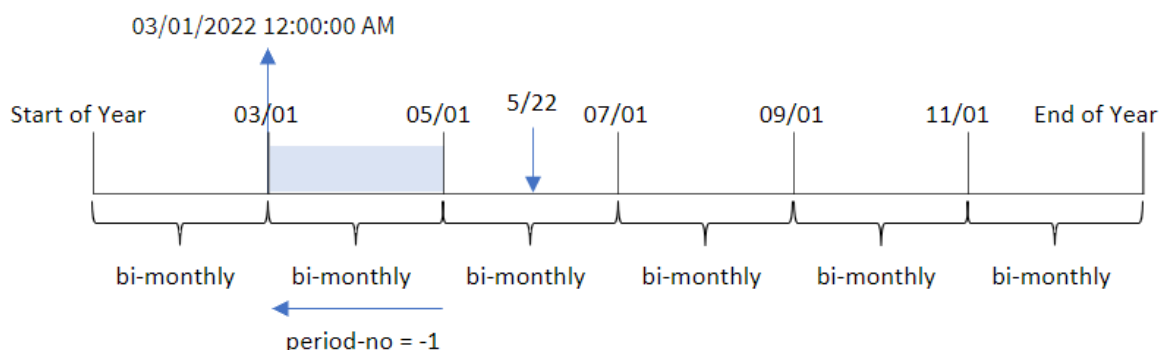 03/01/2022 12:00:00 AM
Start of Year 03/01 05/01 5/22 07/01 09/01 11/01 End of Year
bi-monthly bi-monthly bi-monthly bi-monthly bi-monthly bi-monthly
period-no = -1